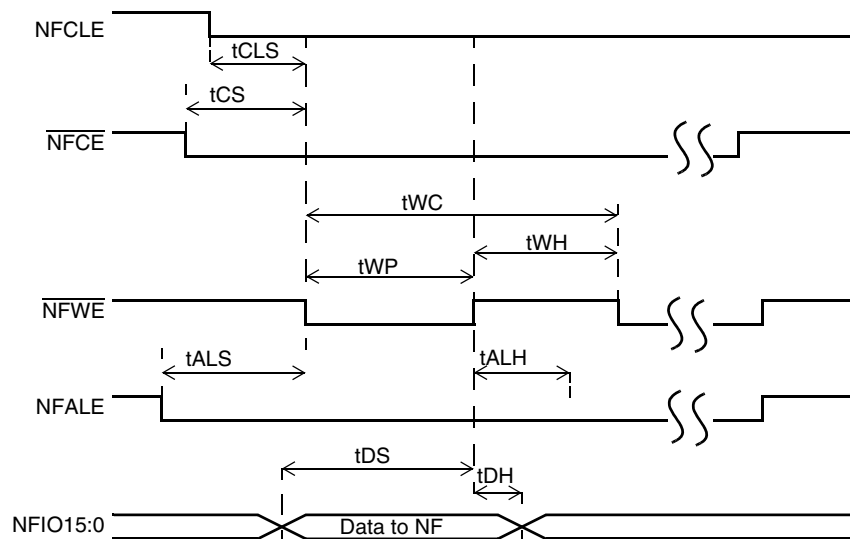 NFCLE
tCLS
tCS
NFCE
tWC
tWH
tWP
NFWE
tALS
tALH
NFALE
tDS
tDH
NFIO15:0
Data to NF